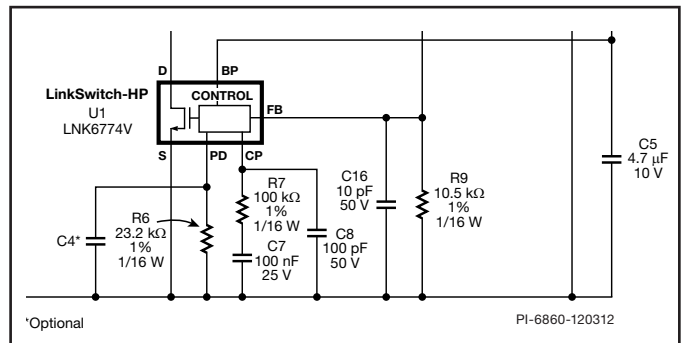 D
BP
LinkSwitch-HP
U1
LNK6774V
CONTROL
FB
S
PD
CP
C5
4.7 µF
10 V
C16
10 pF
50 V
R9
10.5 kΩ
1%
1/16 W
R7
100 kΩ
1%
1/16 W
R6
23.2 kΩ
1%
1/16 W
C4*
C8
100 pF
50 V
C7
100 nF
25 V
*Optional
PI-6860-120312